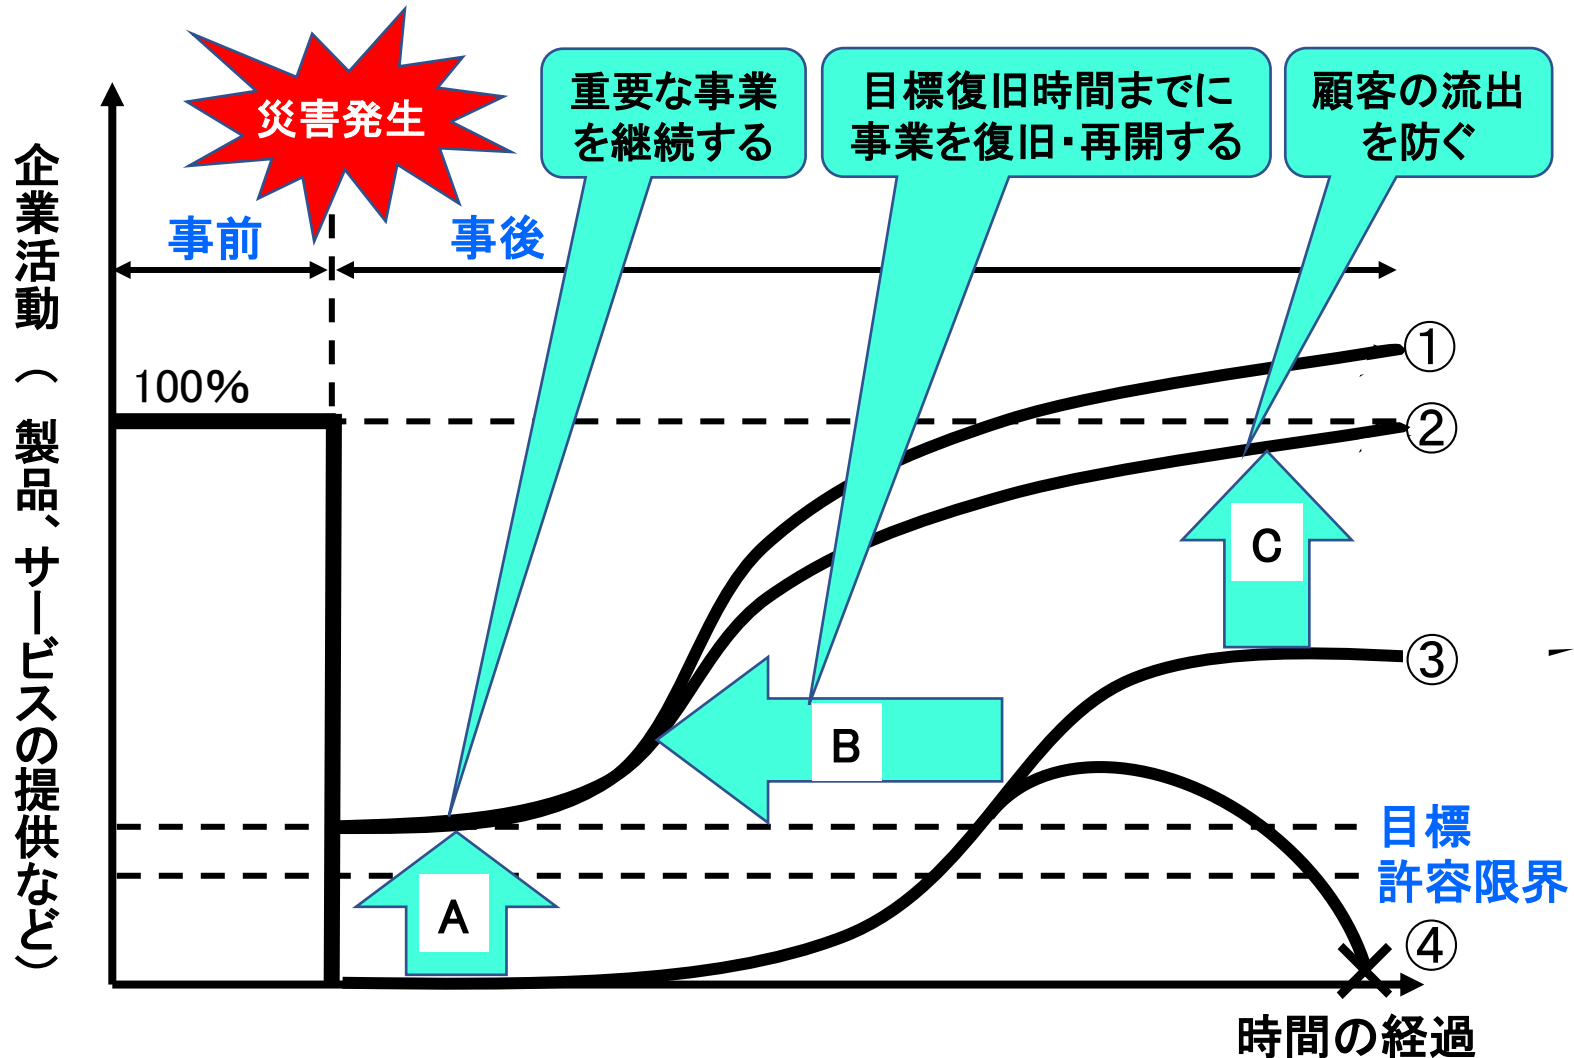 災害発生
重要な事業
を継続する
目標復旧時間までに
事業を復旧・再開する
顧客の流出
を防ぐ
事前
事後
企業活動（製品、サービスの提供など）
100%
①
②
C
③
B
目標
許容限界
A
④
時間の経過